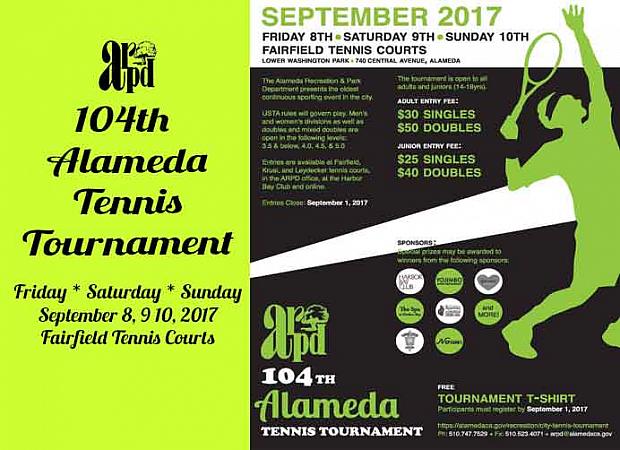 arpd
104th
Alameda
Tennis
Tournament
Friday * Saturday * Sunday
September 8, 9 10, 2017
Fairfield Tennis Courts
SEPTEMBER 2017
FRIDAY 8TH • SATURDAY 9TH • SUNDAY 10TH
FAIRFIELD TENNIS COURTS
LOWER WASHINGTON PARK • 740 CENTRAL AVENUE, ALAMEDA
The Alameda Recreation & Park
Department presents the oldest
continuous sporting event in the city.
USTA rules will govern play. Men's
and women's divisions as well as
doubles and mixed doubles are
open in the following levels:
3.5 & below, 4.0, 4.5, & 5.0
Entries are available at Fairfield,
Krusi, and Leydecker tennis courts,
in the ARPD office, at the Harbor
Bay Club and online.
Entries Close: September 1, 2017
The tournament is open to all
adults and juniors (14-18yrs).
ADULT ENTRY FEE:
$30 SINGLES
$50 DOUBLES
JUNIOR ENTRY FEE:
$25 SINGLES
$40 DOUBLES
SPONSORS:
Special prizes may be awarded to
winners from the following sponsors:
HARBOR
BAY
CLUB
The Spa
and
MORE!
arpd
104TH
Alameda
TENNIS TOURNAMENT
FREE
TOURNAMENT T-SHIRT
Participants must register by September 1, 2017
https://alamedaca.gov/recreation/city-tennis-tournament
Ph: 510.747.7529 • Fx: 510.523.4071 • arpd@alamedaca.gov